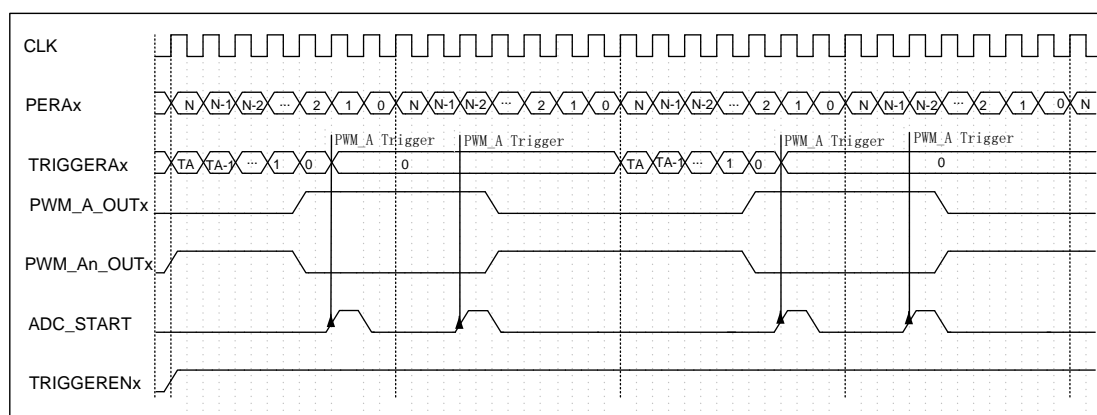 CLK
PERAx N N-1 N-2 ... 2 1 0 N N-1 N-2 ... 2 1 0 N N-1 N-2 ... 2 1 0 N N-1 N-2 ... 2 1 0 N
PWM_A Trigger PWM_A Trigger PWM_A Trigger PWM_A Trigger
TRIGGERAx TA TA-1 ... 1 0 0 TA TA-1 ... 1 0 0
PWM_A_OUTx
PWM_An_OUTx
ADC_START
TRIGGERENx